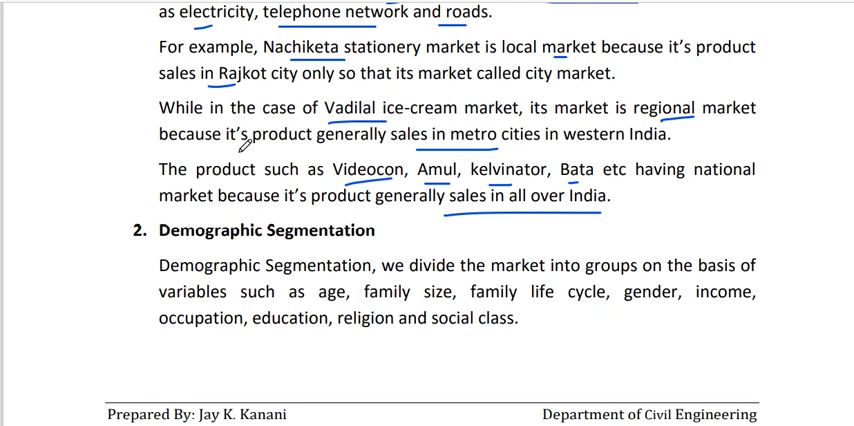 as electricity, telephone network and roads.
For example, Nachiketa stationery market is local market because it’s product
sales in Rajkot city only so that its market called city market.
While in the case of Vadilal ice-cream market, its market is regional market
because it’s product generally sales in metro cities in western India.
The product such as Videocon, Amul, kelvinator, Bata etc having national
market because it’s product generally sales in all over India.
2. Demographic Segmentation
Demographic Segmentation, we divide the market into groups on the basis of
variables such as age, family size, family life cycle, gender, income,
occupation, education, religion and social class.
Prepared By: Jay K. Kanani Department of Civil Engineering